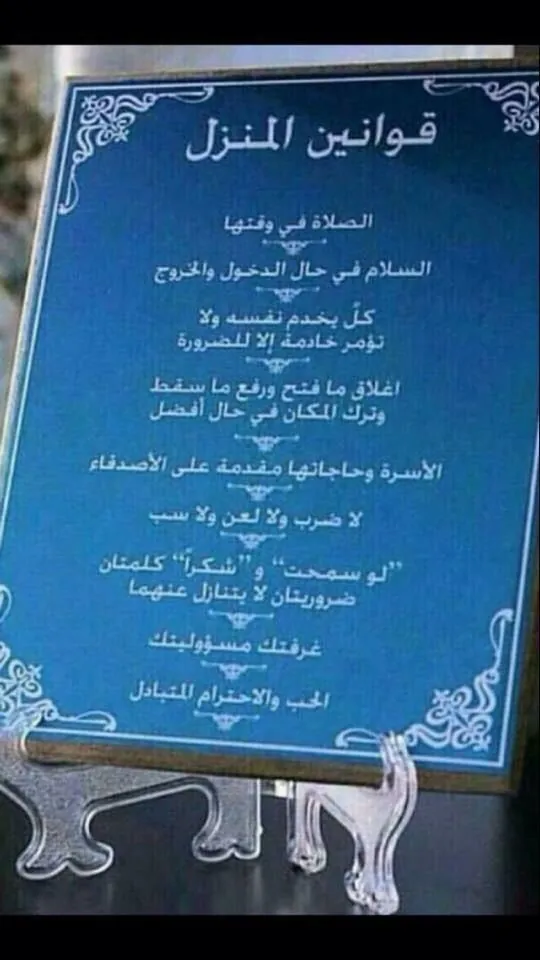 قوانين المنزل
الصلاة في وقتها
السلام في حال الدخول والخروج
كلٌ يخدم نفسه ولا
تؤمر خادمة إلا للضرورة
اغلاق ما فتح ورفع ما سقط
وترك المكان في حال أفضل
الأسرة وحاجاتها مقدمة على الأصدقاء
لا ضرب ولا لعن ولا سب
”لو سمحت“ و”شكراً“ كلمتان
ضروريتان لا يتنازل عنهما
غرفتك مسؤوليتك
الحب والاحترام المتبادل